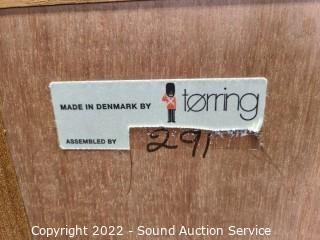 MADE IN DENMARK BY tørring
ASSEMBLED BY
291
Copyright 2022 - Sound Auction Service